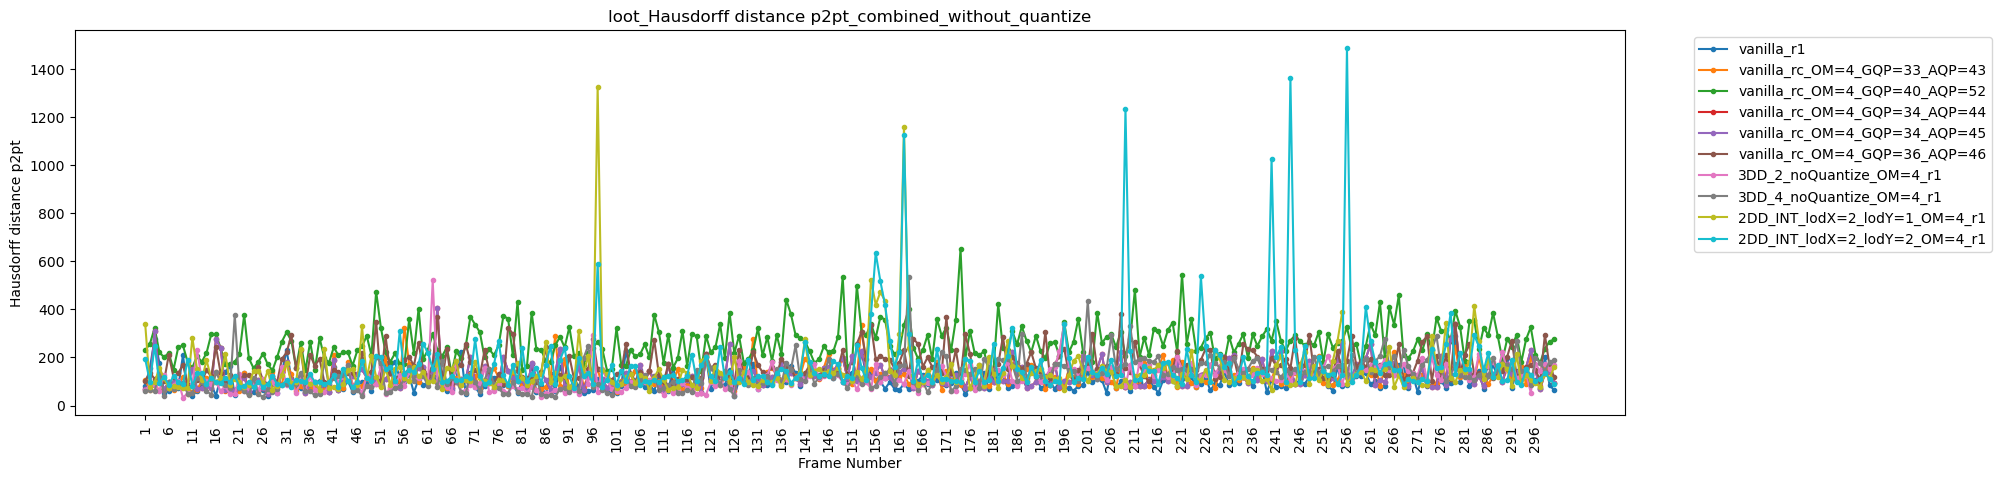 loot_Hausdorff distance p2pt_combined_without_quantize
Hausdorff distance p2pt
1400
1200
1000
800
600
400
200
0
1 6 11 16 21 26 31 36 41 46 51 56 61 66 71 76 81 86 91 96 101 106 111 116 121 126 131 136 141 146 151 156 161 166 171 176 181 186 191 196 201 206 211 216 221 226 231 236 241 246 251 256 261 266 271 276 281 286 291 296
Frame Number
vanilla_r1
vanilla_rc_OM=4_GQP=33_AQP=43
vanilla_rc_OM=4_GQP=40_AQP=52
vanilla_rc_OM=4_GQP=34_AQP=44
vanilla_rc_OM=4_GQP=34_AQP=45
vanilla_rc_OM=4_GQP=36_AQP=46
3DD_2_noQuantize_OM=4_r1
3DD_4_noQuantize_OM=4_r1
2DD_INT_lodX=2_lodY=1_OM=4_r1
2DD_INT_lodX=2_lodY=2_OM=4_r1